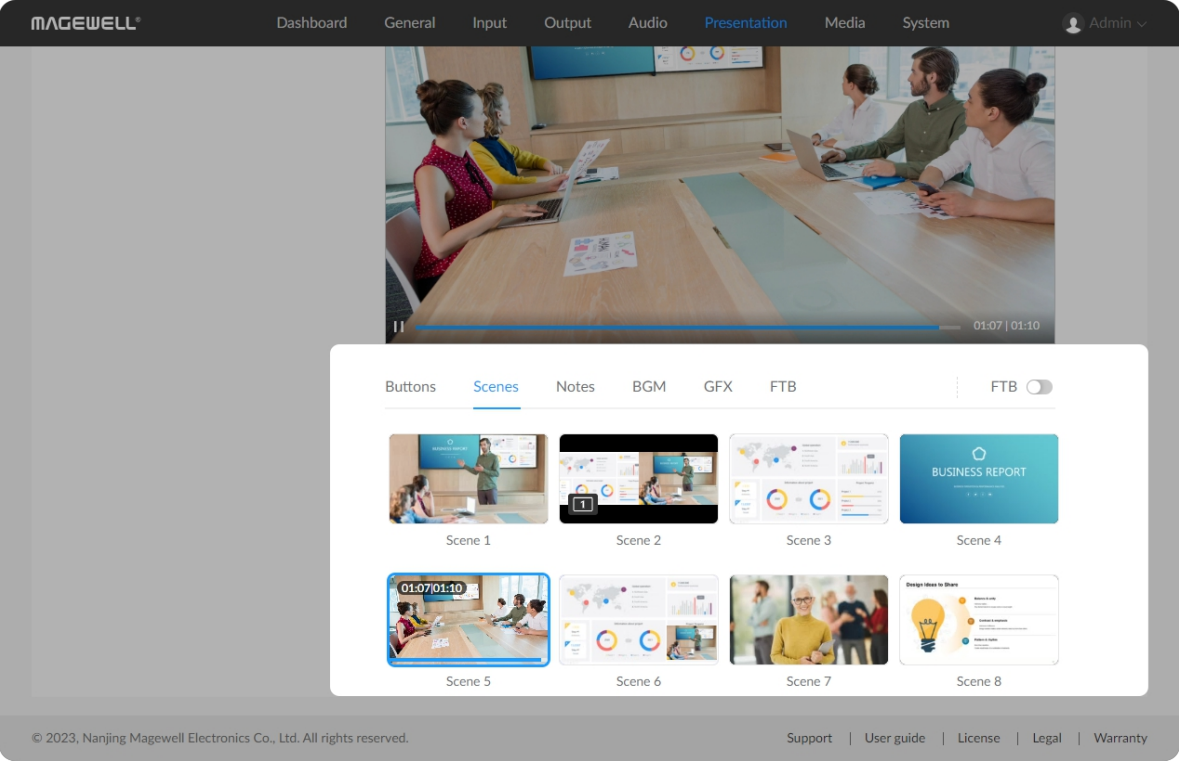 MAGEWELL®
Dashboard General Input Output Audio Presentation Media System Admin
01:07 | 01:10
Buttons Scenes Notes BGM GFX FTB FTB
BUSINESS REPORT
1
BUSINESS REPORT
Scene 1 Scene 2 Scene 3 Scene 4
01:07|01:10
Design Ideas to Share
Scene 5 Scene 6 Scene 7 Scene 8
© 2023, Nanjing Magewell Electronics Co., Ltd. All rights reserved.
Support | User guide | License | Legal | Warranty